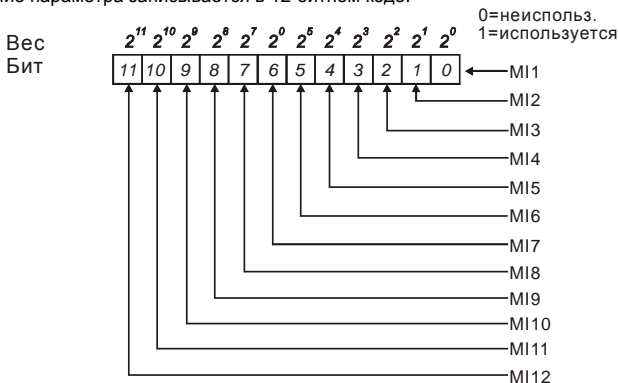 ние параметра записывается в 12-битном коде.
0=неиспольз.
1=используется
Вес 2¹¹ 2¹⁰ 2⁹ 2⁸ 2⁷ 2⁰ 2⁵ 2⁴ 2³ 2² 2¹ 2⁰
Бит 11 10 9 8 7 6 5 4 3 2 1 0
MI1
MI2
MI3
MI4
MI5
MI6
MI7
MI8
MI9
MI10
MI11
MI12